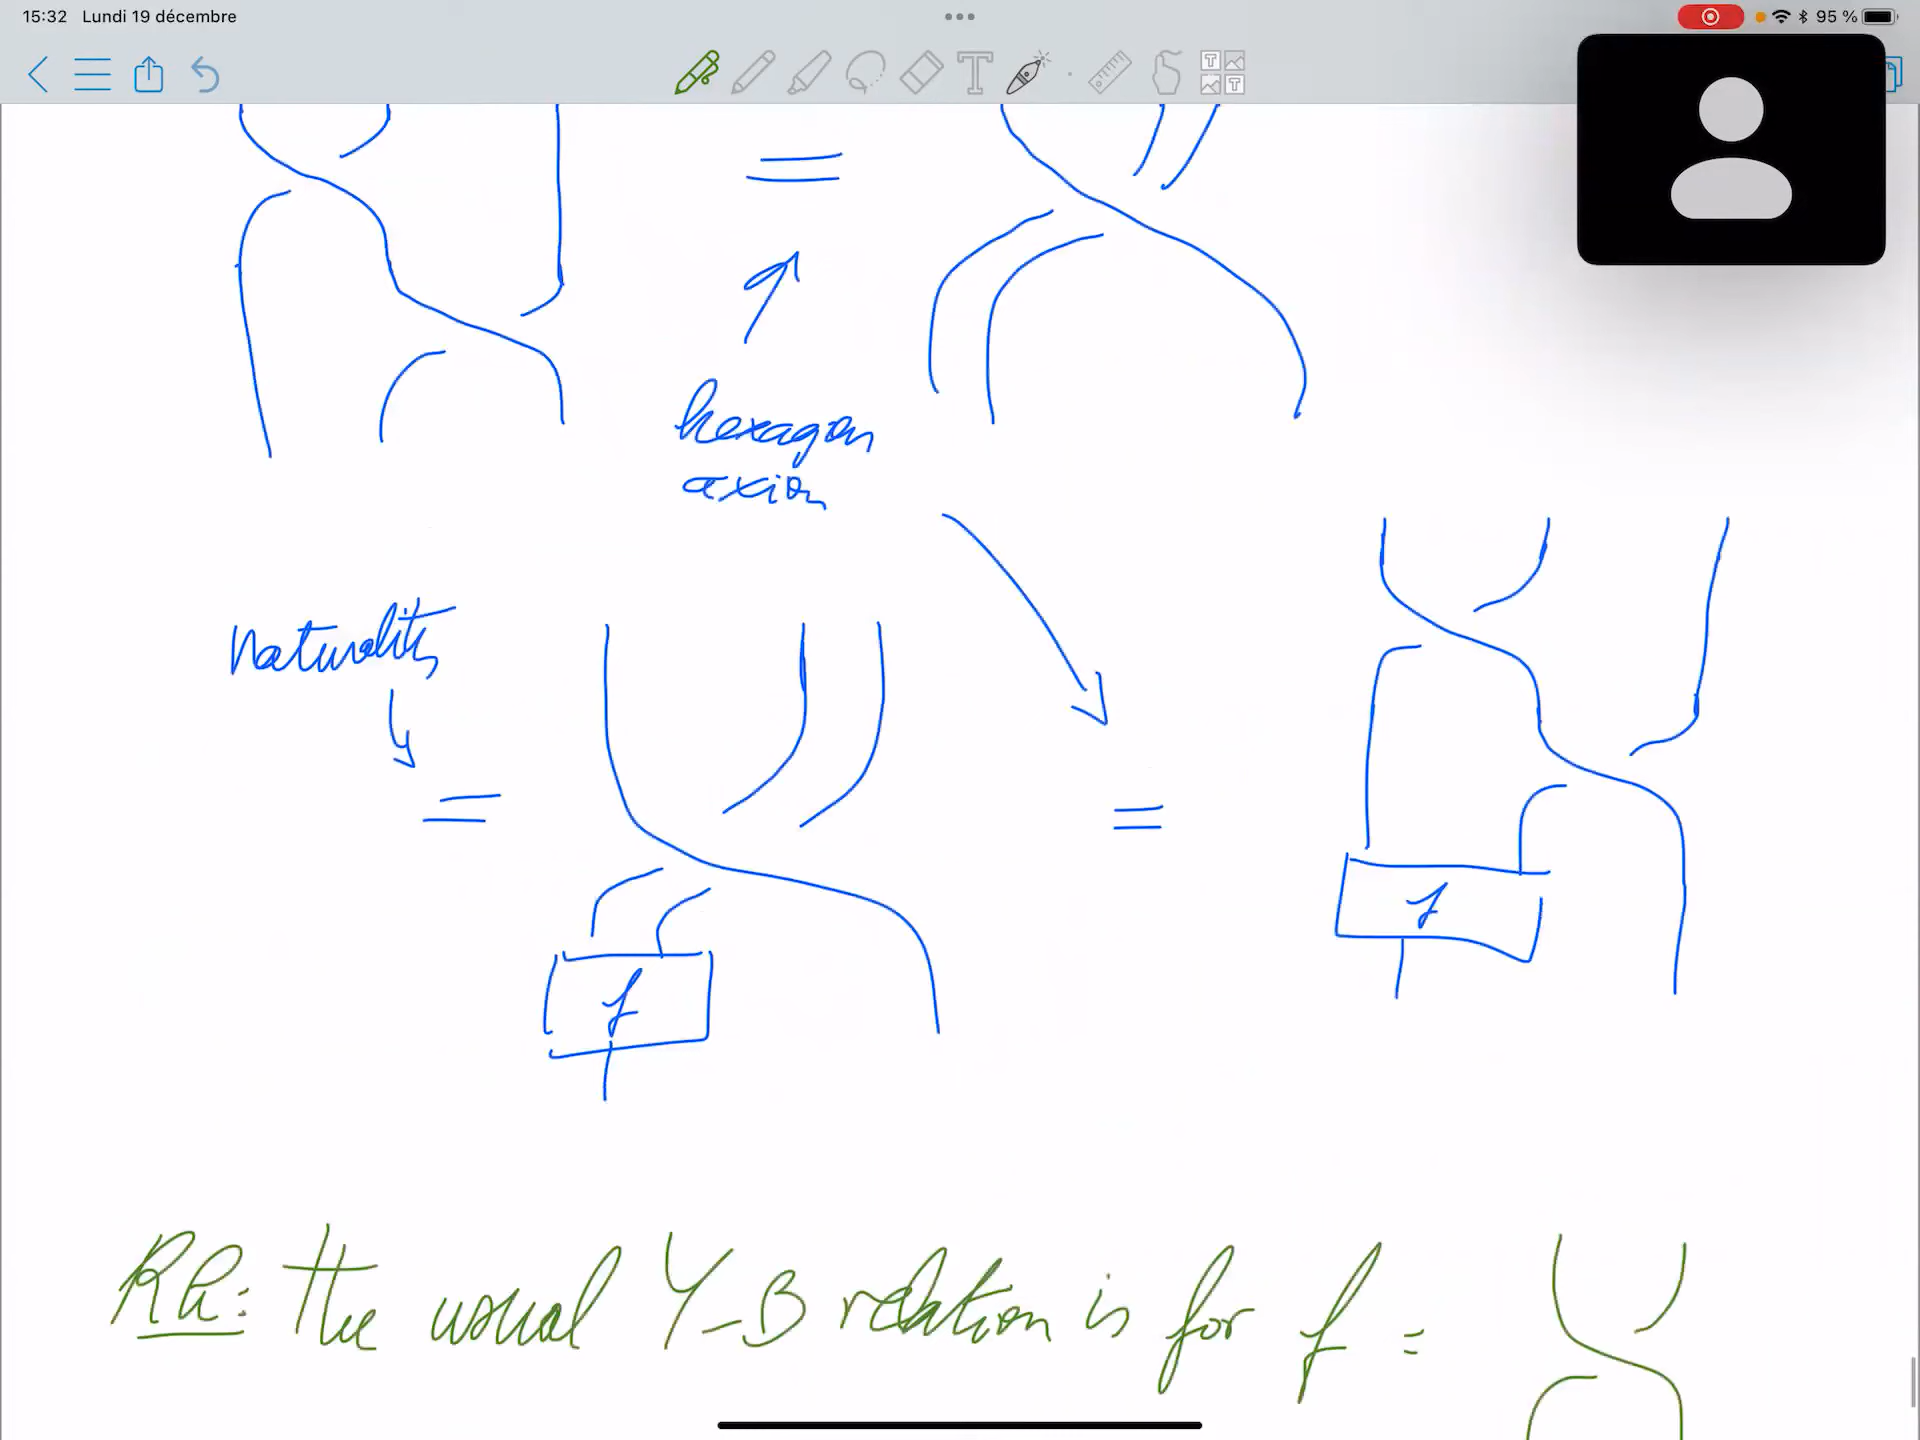 15:32 Lundi 19 décembre
95 %
=
hexagon
axiom
naturality
=
=
f
f
Rk: the usual Y-B relation is for f =